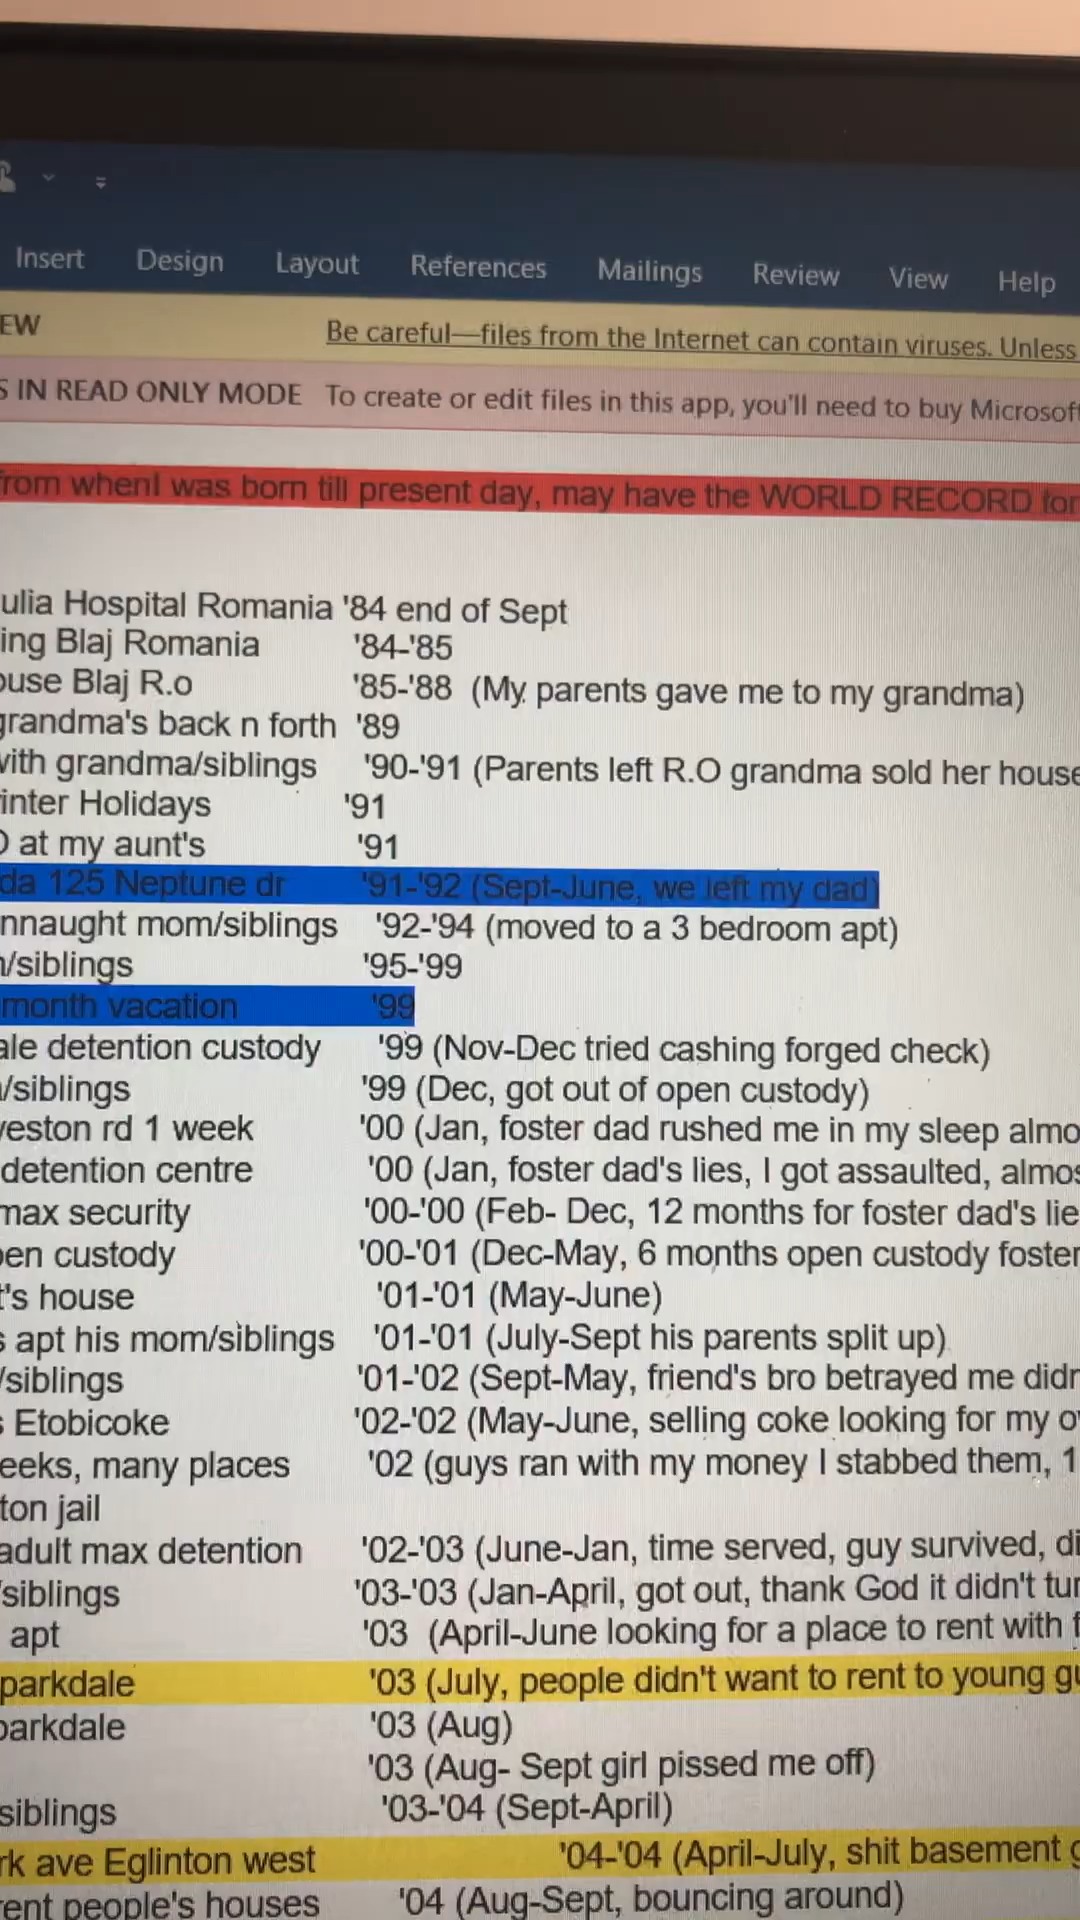 Insert Design Layout References Mailings Review View Help
EW Be careful—files from the Internet can contain viruses. Unless
S IN READ ONLY MODE To create or edit files in this app, you'll need to buy Microsoft
from whenI was born till present day, may have the WORLD RECORD for
ulia Hospital Romania '84 end of Sept
ing Blaj Romania '84-'85
ouse Blaj R.o '85-'88 (My parents gave me to my grandma)
grandma's back n forth '89
with grandma/siblings '90-'91 (Parents left R.O grandma sold her house
inter Holidays '91
O at my aunt's '91
da 125 Neptune dr '91-'92 (Sept-June, we left my dad)
nnaught mom/siblings '92-'94 (moved to a 3 bedroom apt)
/siblings '95-'99
month vacation '99
ale detention custody '99 (Nov-Dec tried cashing forged check)
/siblings '99 (Dec, got out of open custody)
weston rd 1 week '00 (Jan, foster dad rushed me in my sleep almo
detention centre '00 (Jan, foster dad's lies, I got assaulted, almos
max security '00-'00 (Feb- Dec, 12 months for foster dad's lie
pen custody '00-'01 (Dec-May, 6 months open custody foster
t's house '01-'01 (May-June)
s apt his mom/siblings '01-'01 (July-Sept his parents split up)
/siblings '01-'02 (Sept-May, friend's bro betrayed me didn
s Etobicoke '02-'02 (May-June, selling coke looking for my o
eeks, many places '02 (guys ran with my money I stabbed them, 1
ton jail
adult max detention '02-'03 (June-Jan, time served, guy survived, di
/siblings '03-'03 (Jan-April, got out, thank God it didn't tur
apt '03 (April-June looking for a place to rent with f
parkdale '03 (July, people didn't want to rent to young gu
parkdale '03 (Aug)
'03 (Aug- Sept girl pissed me off)
siblings '03-'04 (Sept-April)
rk ave Eglinton west '04-'04 (April-July, shit basement g
rent people's houses '04 (Aug-Sept, bouncing around)